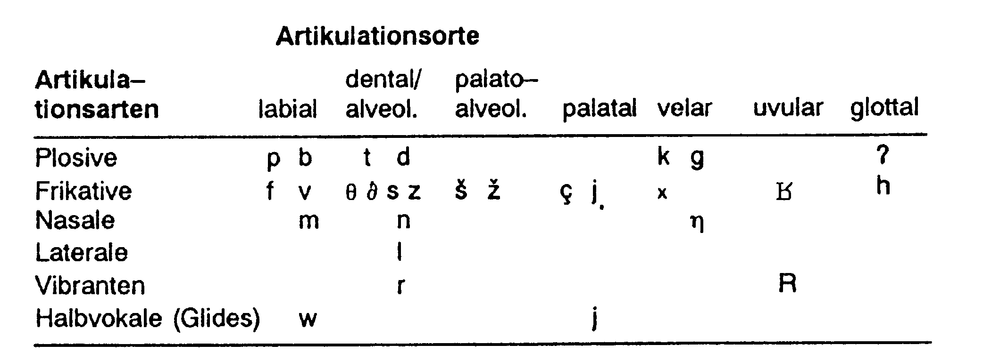 Artikulationsorte
Artikula– dental/ palato–
tionsarten labial alveol. alveol. palatal velar uvular glottal
Plosive p b t d k g ʔ
Frikative f v θ ∂ s z š ž ç j̣ x ʁ h
Nasale m n η
Laterale l
Vibranten r R
Halbvokale (Glides) w j